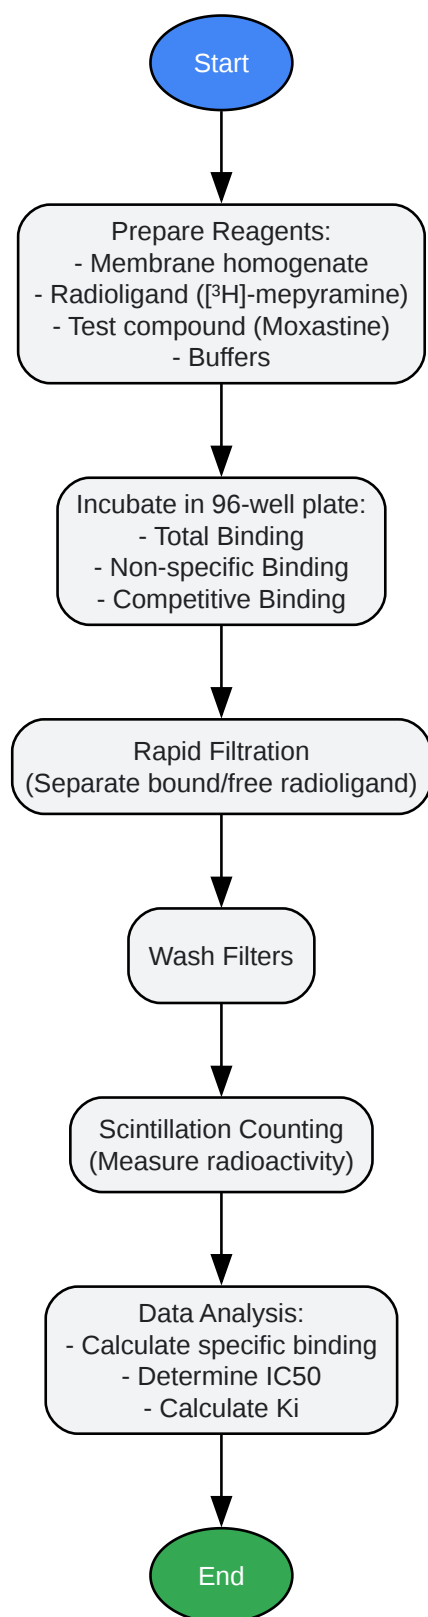 Start
Prepare Reagents:
- Membrane homogenate
- Radioligand ([³H]-mepyramine)
- Test compound (Moxastine)
- Buffers
Incubate in 96-well plate:
- Total Binding
- Non-specific Binding
- Competitive Binding
Rapid Filtration
(Separate bound/free radioligand)
Wash Filters
Scintillation Counting
(Measure radioactivity)
Data Analysis:
- Calculate specific binding
- Determine IC50
- Calculate Ki
End